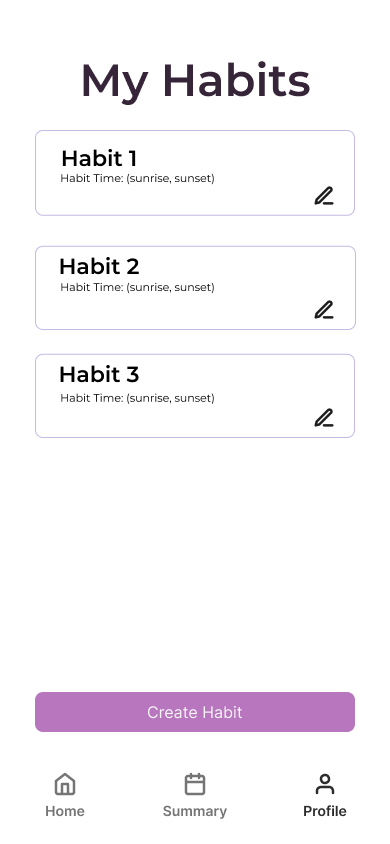 My Habits
Habit 1
Habit Time: (sunrise, sunset)
Habit 2
Habit Time: (sunrise, sunset)
Habit 3
Habit Time: (sunrise, sunset)
Create Habit
Home Summary Profile